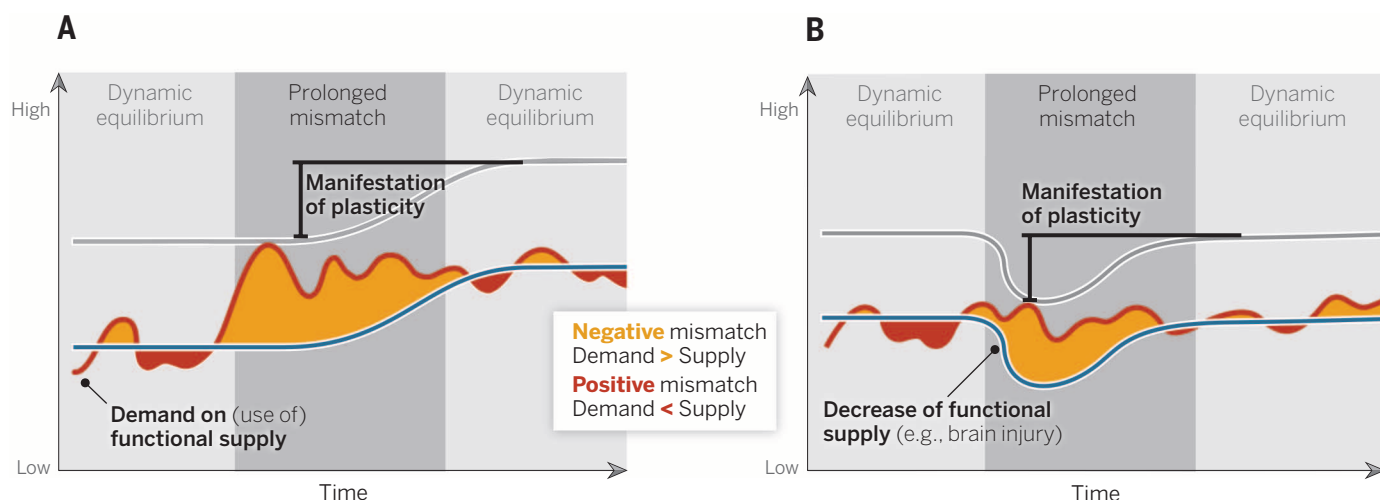 A
High
Dynamic
equilibrium
Prolonged
mismatch
Dynamic
equilibrium
Manifestation
of plasticity
Demand on (use of)
functional supply
Low
Time
Negative mismatch
Demand > Supply
Positive mismatch
Demand < Supply
B
High
Dynamic
equilibrium
Prolonged
mismatch
Dynamic
equilibrium
Manifestation
of plasticity
Decrease of functional
supply (e.g., brain injury)
Low
Time